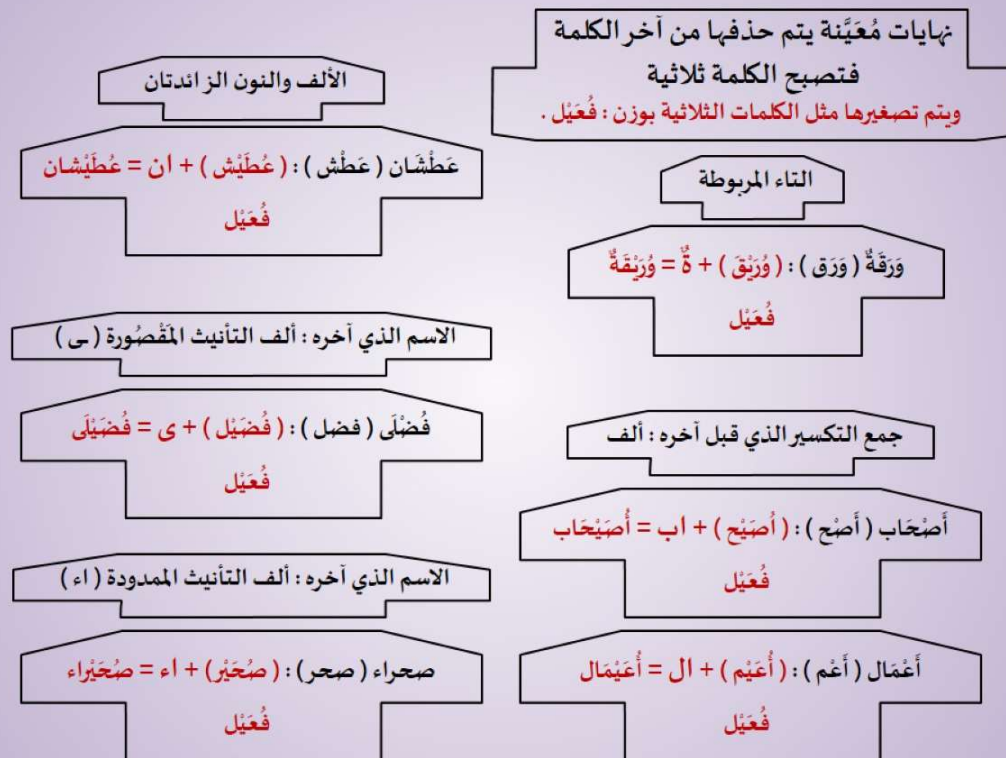 نهايات مُعَيَّنة يتم حذفها من آخر الكلمة
فتصبح الكلمة ثلاثية
ويتم تصغيرها مثل الكلمات الثلاثية بوزن : فُعَيْل .
التاء المربوطة
وَرَقَةٌ ( وَرَق ) : ( وُرَيْقَ ) + ةٌ = وُرَيْقَةٌ
فُعَيْل
جمع التكسير الذي قبل آخره : ألف
أَصْحَاب ( أَصْح ) : ( أُصَيْح ) + اب = أُصَيْحَاب
فُعَيْل
أَعْمَال ( أَعْم ) : ( أُعَيْم ) + ال = أُعَيْمَال
فُعَيْل
الألف والنون الزائدتان
عَطْشَان ( عَطْش ) : ( عُطَيْش ) + ان = عُطَيْشان
فُعَيْل
الاسم الذي آخره : ألف التأنيث المَقْصُورة ( ـى )
فُضْلَى ( فضل ) : ( فُضَيْل ) + ى = فُضَيْلَى
فُعَيْل
الاسم الذي آخره : ألف التأنيث الممدودة ( اء )
صحراء ( صحر ) : ( صُحَيْر ) + اء = صُحَيْراء
فُعَيْل